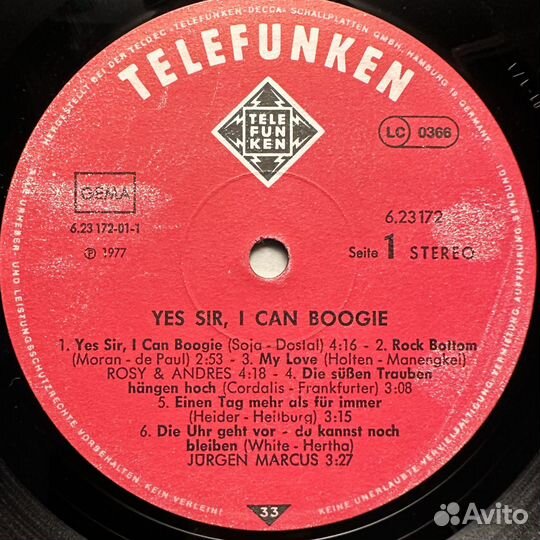 HERGESTELLT BEI DER TELDEC »TELEFUNKEN-DECCA« SCHALLPLATTEN GMBH, HAMBURG 19, GERMANY.
TELEFUNKEN
TELE
FUN
KEN
LC 0366
GEMA
6.23172-01-1
Ⓟ 1977
6.23172
Seite 1 STEREO
YES SIR, I CAN BOOGIE
1. Yes Sir, I Can Boogie (Soja - Dostal) 4:16 - 2. Rock Bottom
(Moran - de Paul) 2:53 - 3. My Love (Holten - Manengkei)
ROSY & ANDRES 4:18 - 4. Die süßen Trauben
hängen hoch (Cordalis - Frankfurter) 3:08
5. Einen Tag mehr als für immer
(Heider - Heilburg) 3:15
6. Die Uhr geht vor - du kannst noch
bleiben (White - Hertha)
JÜRGEN MARCUS 3:27
33
ALLE URHEBER- UND LEISTUNGSSCHUTZRECHTE VORBEHALTEN. KEIN VERLEIH!
KEINE UNERLAUBTE VERVIELFÄLTIGUNG, VERMIETUNG, AUFFÜHRUNG, SENDUNG!
Avito